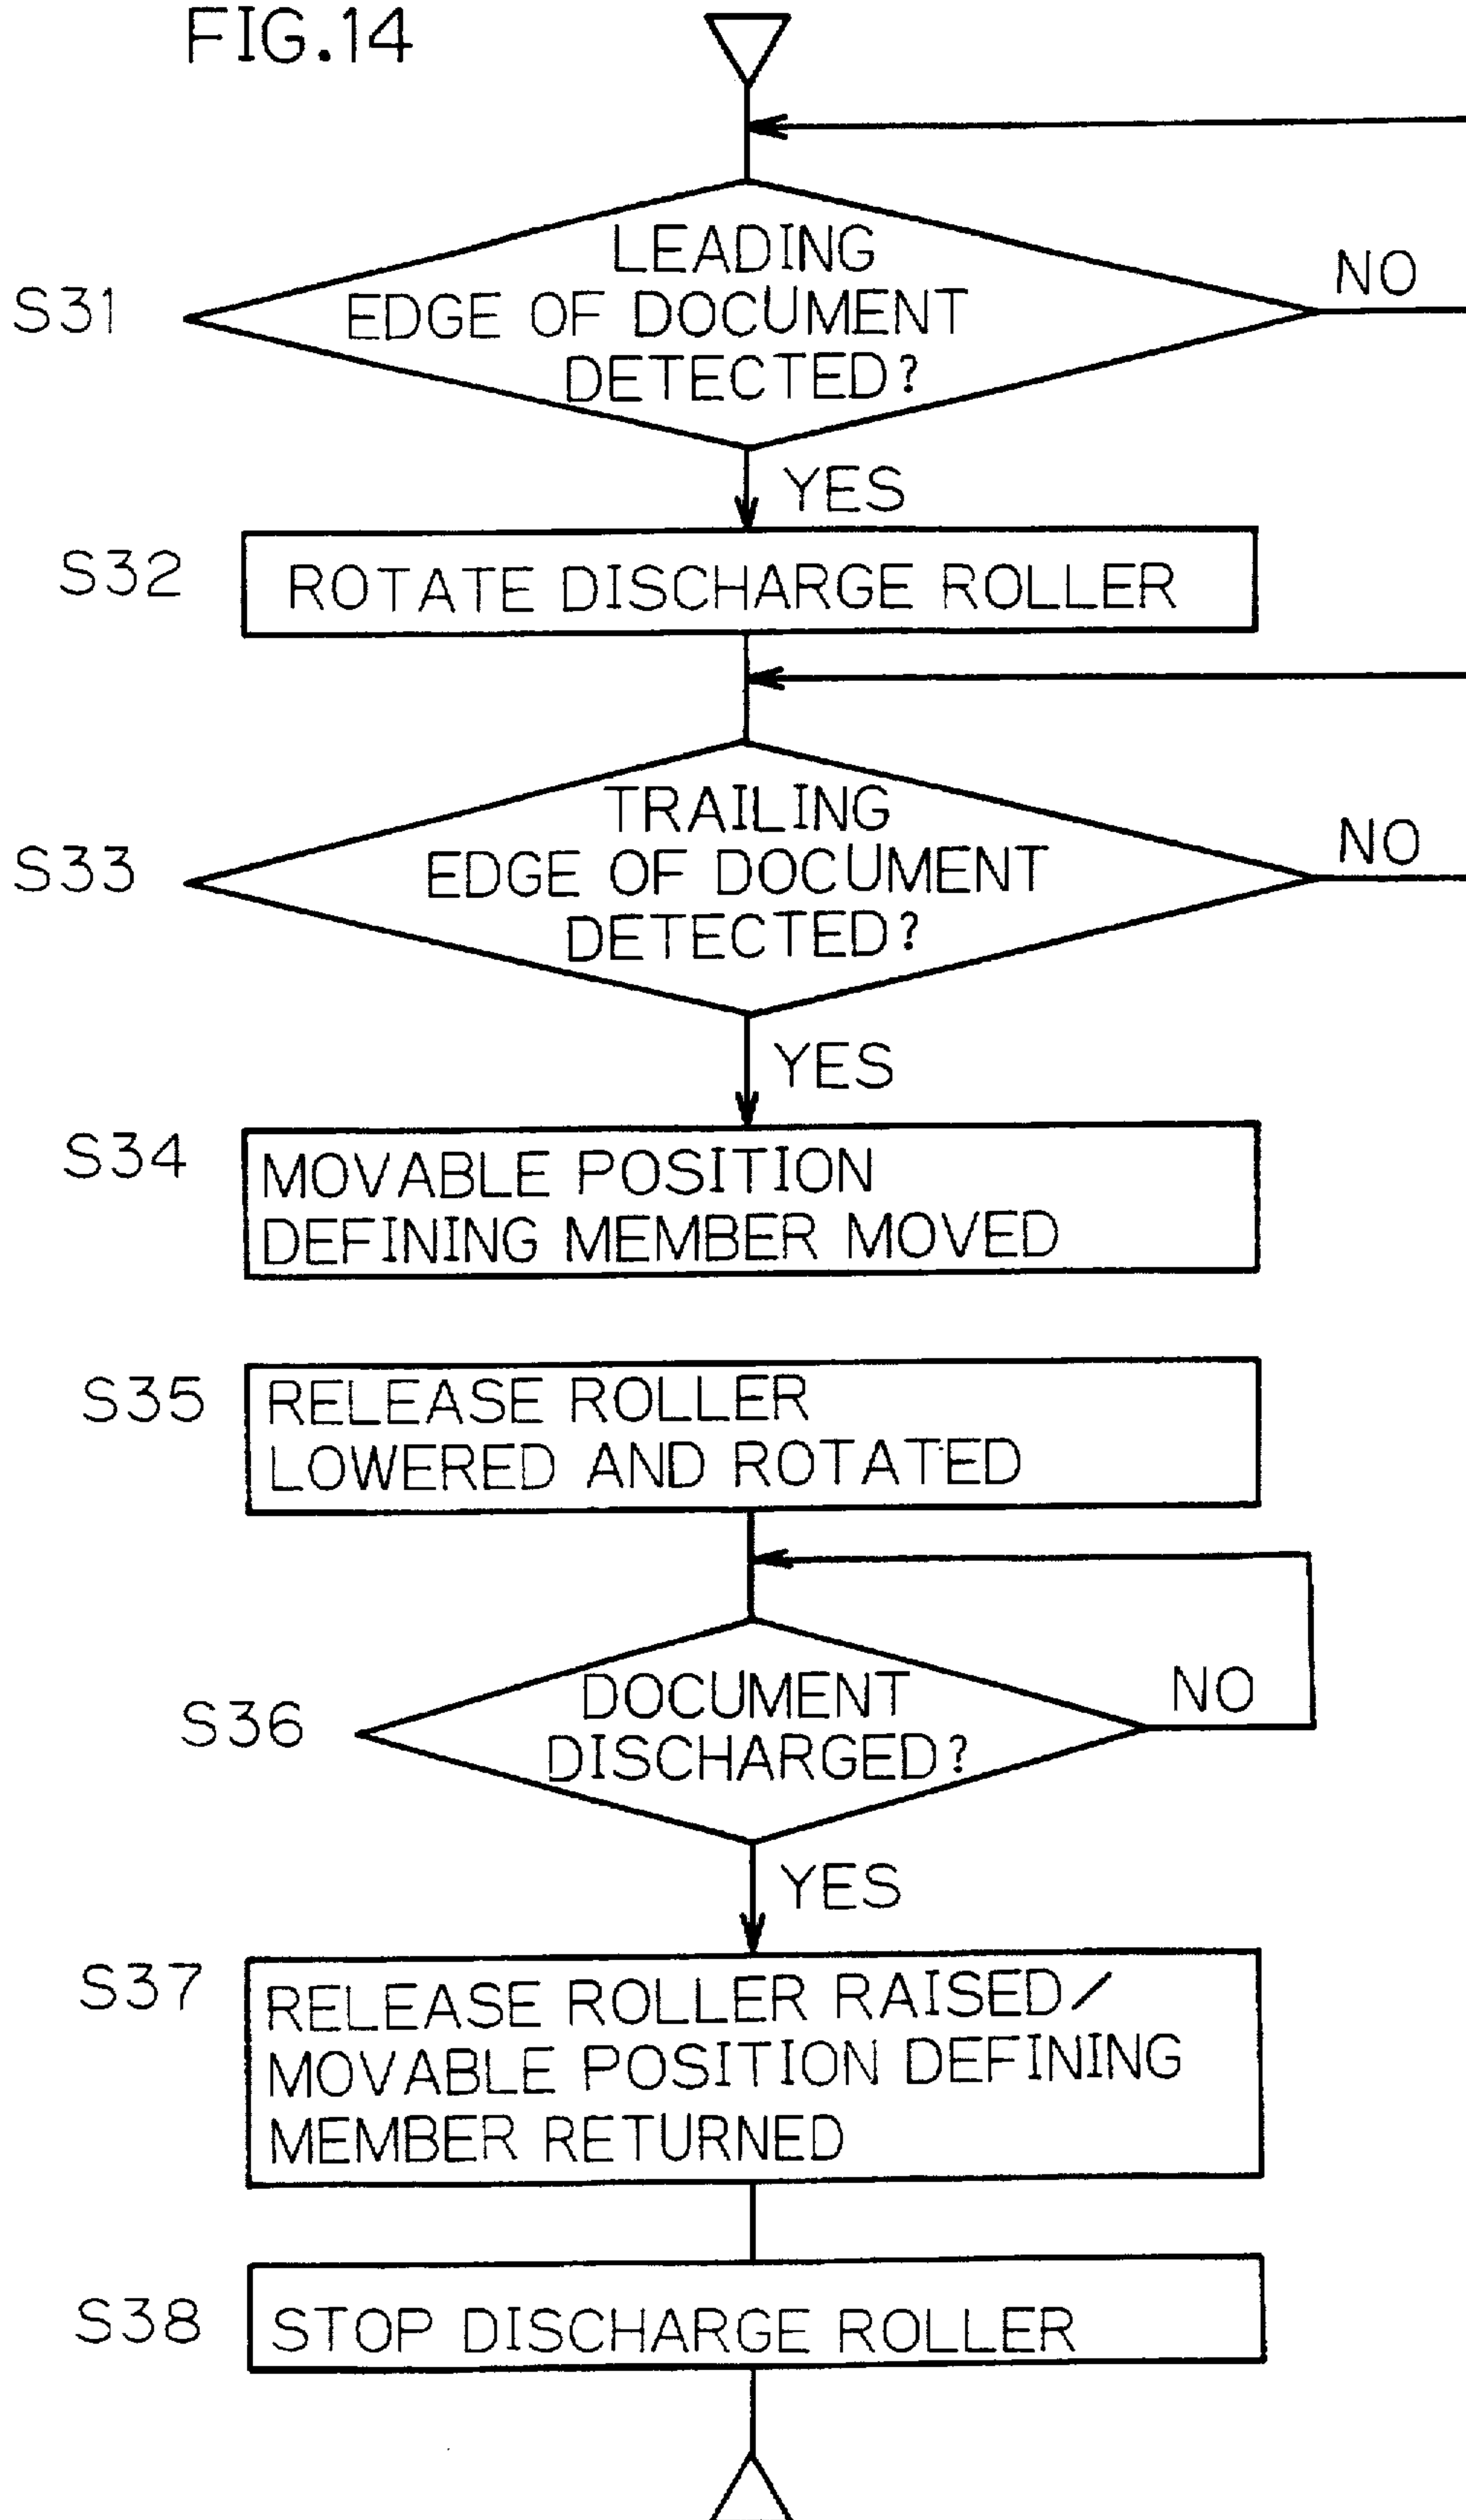 FIG.14
LEADING
EDGE OF DOCUMENT
DETECTED?
S31
NO
YES
S32
ROTATE DISCHARGE ROLLER
TRAILING
EDGE OF DOCUMENT
DETECTED?
S33
NO
YES
S34
MOVABLE POSITION
DEFINING MEMBER MOVED
S35
RELEASE ROLLER
LOWERED AND ROTATED
S36
DOCUMENT
DISCHARGED?
NO
YES
S37
RELEASE ROLLER RAISED/
MOVABLE POSITION DEFINING
MEMBER RETURNED
S38
STOP DISCHARGE ROLLER